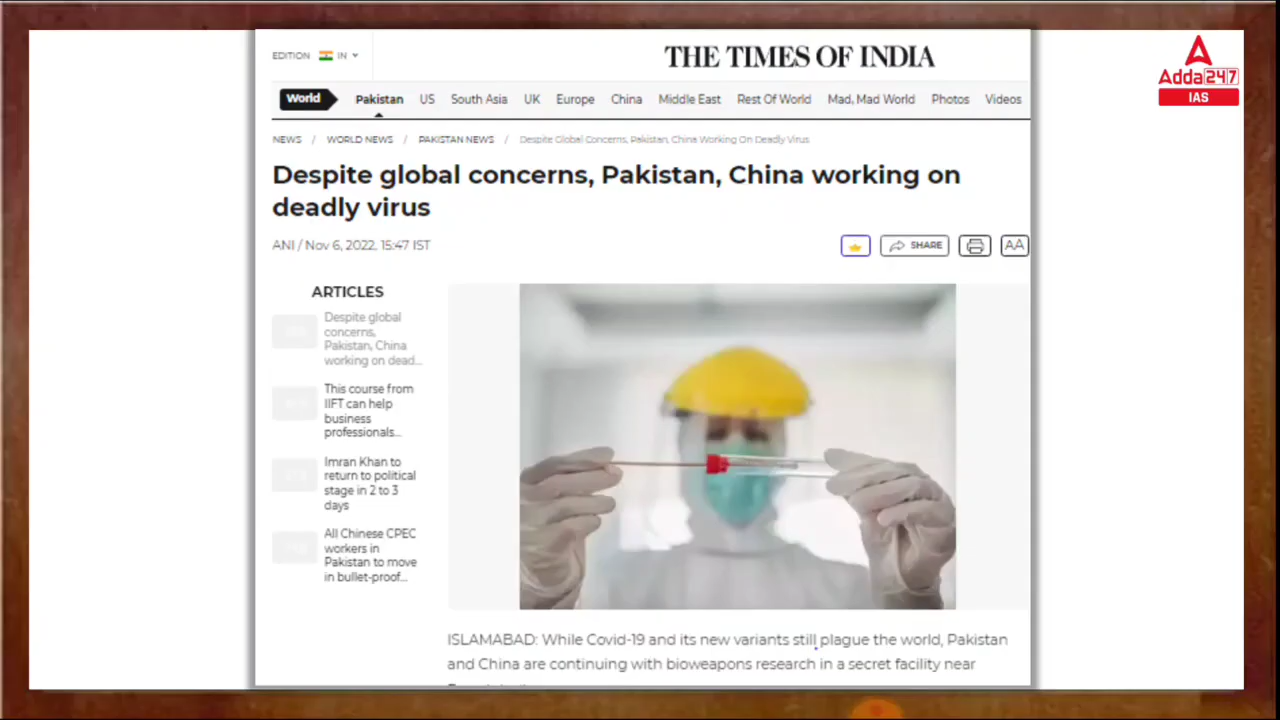 EDITION IN
THE TIMES OF INDIA
Adda247
IAS
World Pakistan US South Asia UK Europe China Middle East Rest Of World Mad, Mad World Photos Videos
NEWS / WORLD NEWS / PAKISTAN NEWS / Despite Global Concerns, Pakistan, China Working On Deadly Virus
Despite global concerns, Pakistan, China working on
deadly virus
ANI / Nov 6, 2022, 15:47 IST
SHARE AA
ARTICLES
Despite global
concerns,
Pakistan, China
working on dead...
This course from
IIFT can help
business
professionals...
Imran Khan to
return to political
stage in 2 to 3
days
All Chinese CPEC
workers in
Pakistan to move
in bullet-proof...
ISLAMABAD: While Covid-19 and its new variants still plague the world, Pakistan
and China are continuing with bioweapons research in a secret facility near